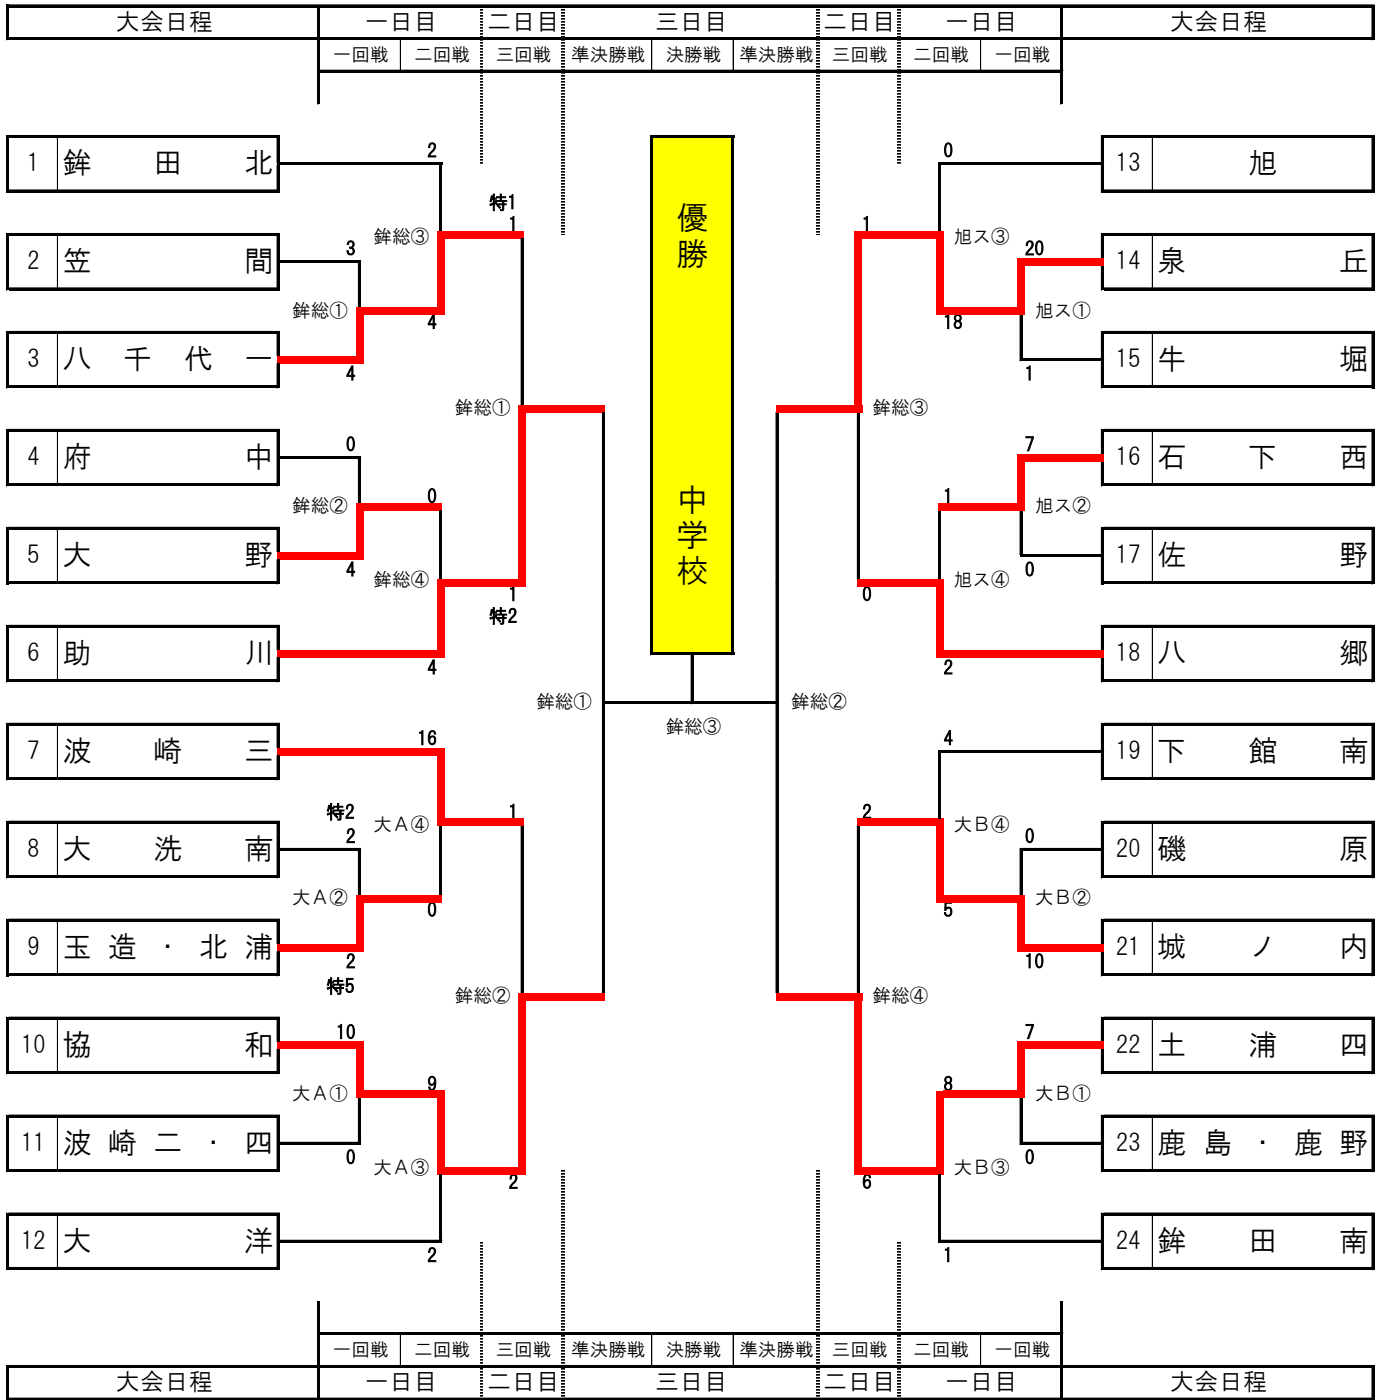 大会日程 一日目 二日目 三日目 二日目 一日目 大会日程
一回戦 二回戦 三回戦 準決勝戦 決勝戦 準決勝戦 三回戦 二回戦 一回戦
1 鉾田北
2 笠間
3 八千代一
4 府中
5 大野
6 助川
7 波崎三
8 大洗南
9 玉造・北浦
10 協和
11 波崎二・四
12 大洋
2
鉾総③
3
鉾総①
4
4
特1
1
鉾総①
0
鉾総②
0
4
鉾総④
1
特2
4
鉾総①
16
特2
2
大A④
1
大A②
0
2
特5
鉾総②
10
大A①
9
0
大A③
2
2
優勝
中学校
鉾総③
0
1
旭ス③
20
18
旭ス①
1
鉾総③
7
1
旭ス②
旭ス④
0
0
2
鉾総②
4
2
大B④
0
5
大B②
10
鉾総④
7
8
大B①
大B③
0
6
1
13 旭
14 泉丘
15 牛堀
16 石下西
17 佐野
18 八郷
19 下館南
20 磯原
21 城ノ内
22 土浦四
23 鹿島・鹿野
24 鉾田南
一回戦 二回戦 三回戦 準決勝戦 決勝戦 準決勝戦 三回戦 二回戦 一回戦
大会日程 一日目 二日目 三日目 二日目 一日目 大会日程